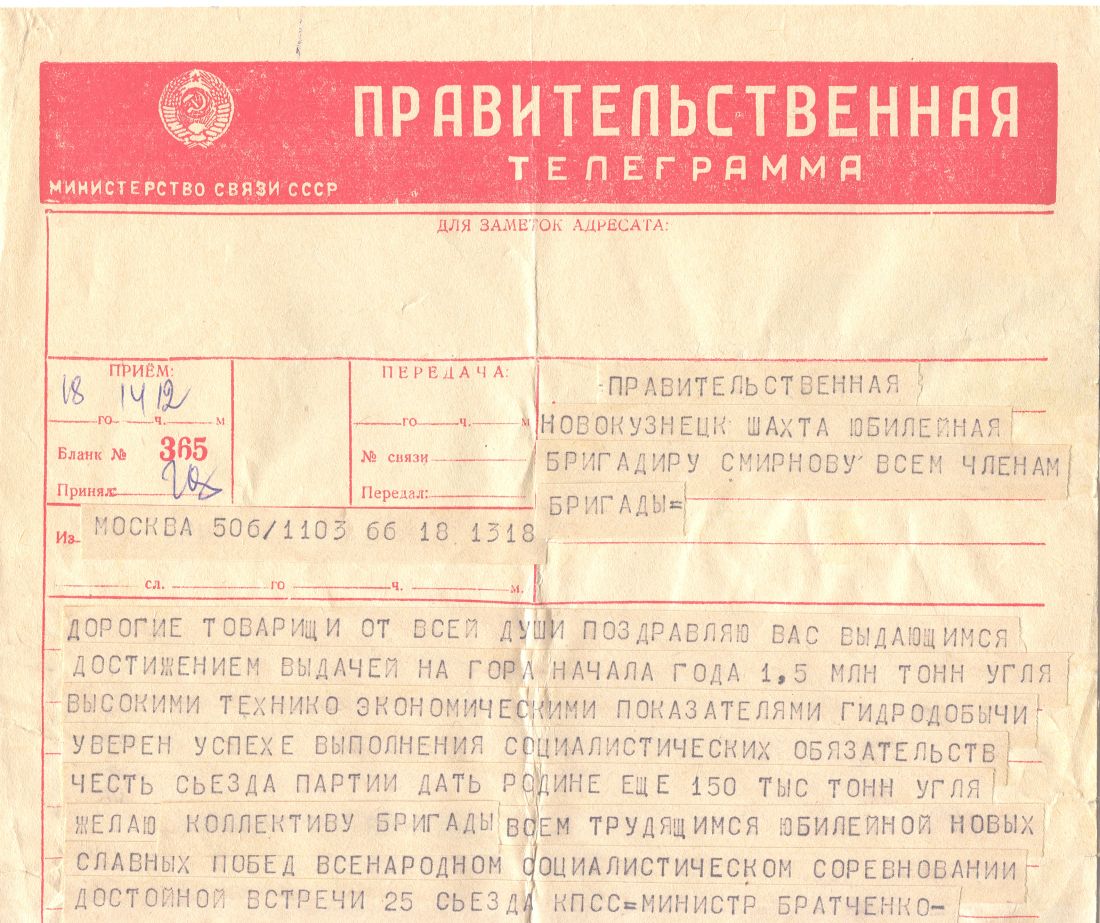 ПРАВИТЕЛЬСТВЕННАЯ
ТЕЛЕГРАММА
МИНИСТЕРСТВО СВЯЗИ СССР
ДЛЯ ЗАМЕТОК АДРЕСАТА:
ПРИЁМ:
18 14 12
го ч. м
Бланк № 365
Принял:
ПЕРЕДАЧА:
го ч. м
№ связи
Передал:
ПРАВИТЕЛЬСТВЕННАЯ
НОВОКУЗНЕЦК ШАХТА ЮБИЛЕЙНАЯ
БРИГАДИРУ СМИРНОВУ ВСЕМ ЧЛЕНАМ
БРИГАДЫ=
Из МОСКВА 506/1103 66 18 1318
сл. го ч. м.
ДОРОГИЕ ТОВАРИЩИ ОТ ВСЕЙ ДУШИ ПОЗДРАВЛЯЮ ВАС ВЫДАЮЩИМСЯ
ДОСТИЖЕНИЕМ ВЫДАЧЕЙ НА ГОРА НАЧАЛА ГОДА 1,5 МЛН ТОНН УГЛЯ
ВЫСОКИМИ ТЕХНИКО ЭКОНОМИЧЕСКИМИ ПОКАЗАТЕЛЯМИ ГИДРОДОБЫЧИ
УВЕРЕН УСПЕХЕ ВЫПОЛНЕНИЯ СОЦИАЛИСТИЧЕСКИХ ОБЯЗАТЕЛЬСТВ
ЧЕСТЬ СЬЕЗДА ПАРТИИ ДАТЬ РОДИНЕ ЕЩЕ 150 ТЫС ТОНН УГЛЯ
ЖЕЛАЮ КОЛЛЕКТИВУ БРИГАДЫ ВСЕМ ТРУДЯЩИМСЯ ЮБИЛЕЙНОЙ НОВЫХ
СЛАВНЫХ ПОБЕД ВСЕНАРОДНОМ СОЦИАЛИСТИЧЕСКОМ СОРЕВНОВАНИИ
ДОСТОЙНОЙ ВСТРЕЧИ 25 СЬЕЗДА КПСС=МИНИСТР БРАТЧЕНКО-